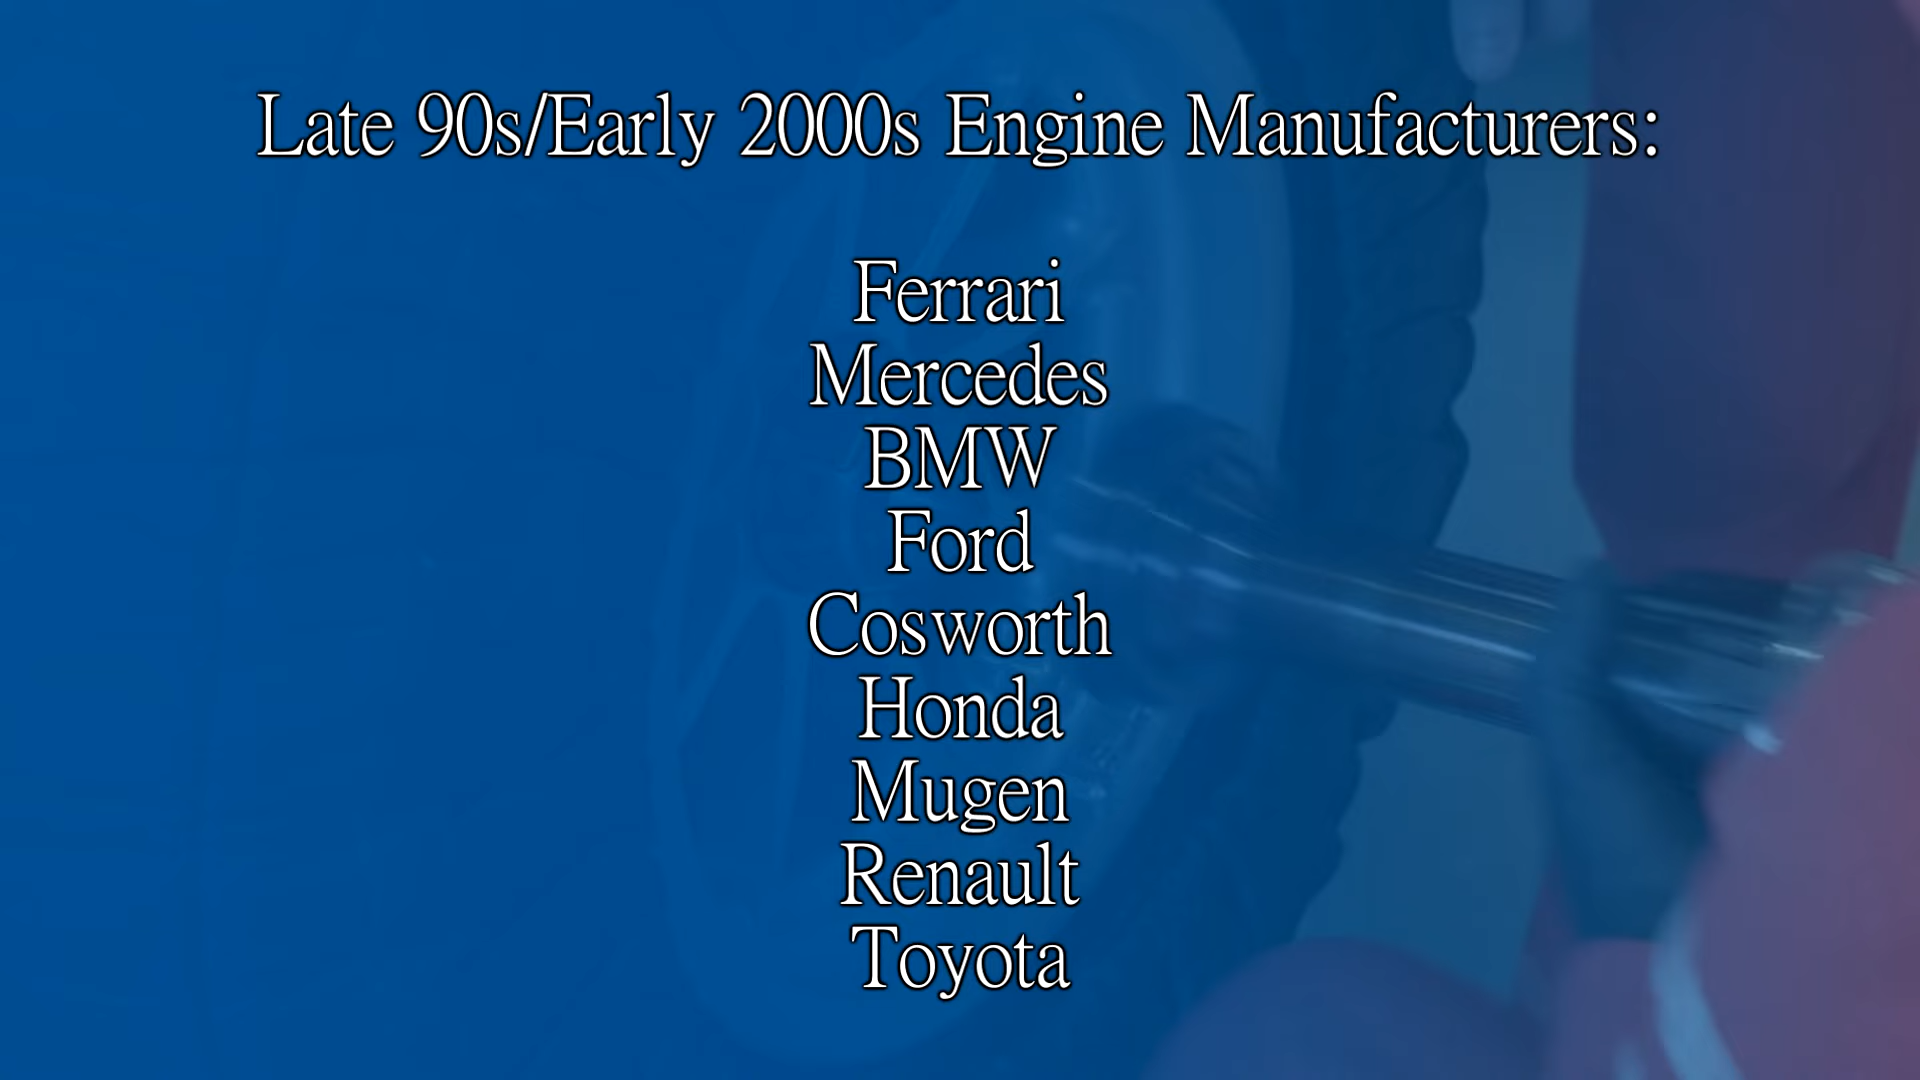 Late 90s/Early 2000s Engine Manufacturers:
Ferrari
Mercedes
BMW
Ford
Cosworth
Honda
Mugen
Renault
Toyota